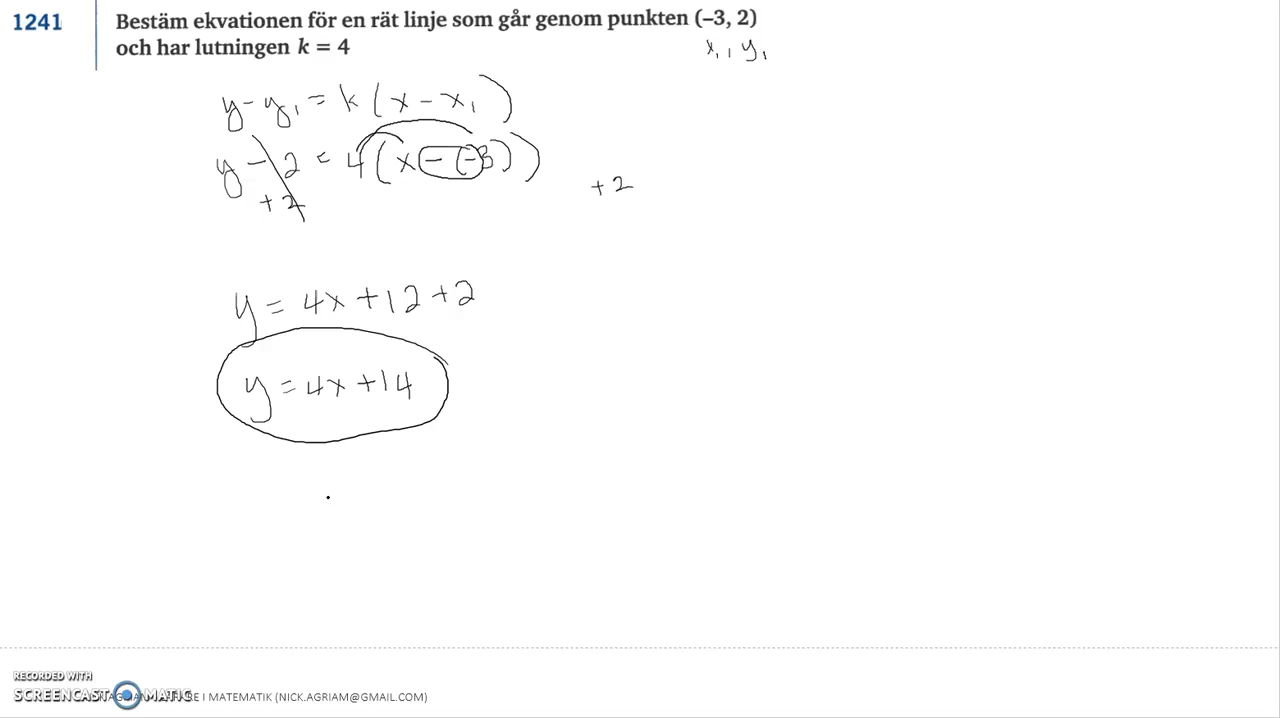 1241 Bestäm ekvationen för en rät linje som går genom punkten (–3, 2)
och har lutningen k = 4
x₁, y₁
y - y₁ = k(x - x₁)
y - 2 = 4(x - (-3))
+2 +2
y = 4x + 12 + 2
y = 4x + 14
RECORDED WITH
SCREENCAST MATIC
I MATEMATIK (NICK.AGRIAM@GMAIL.COM)